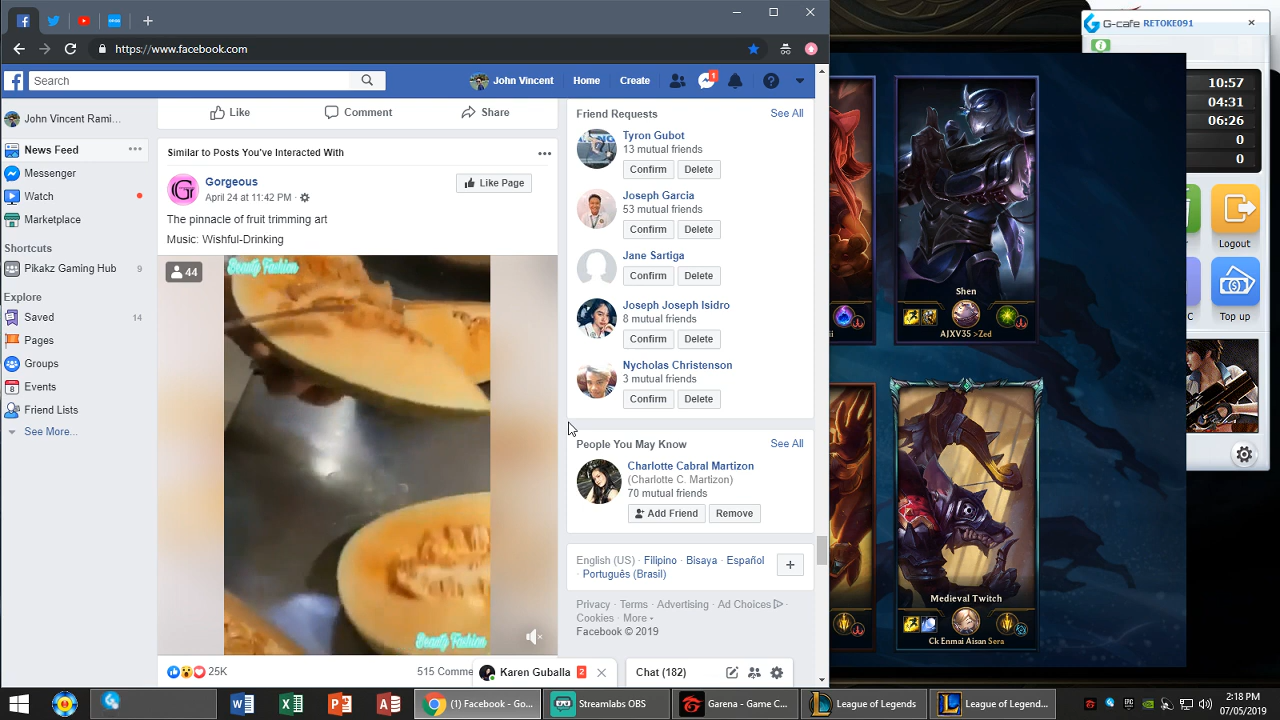 https://www.facebook.com
Search
John Vincent
Home
Create
1
John Vincent Rami...
News Feed
Messenger
Watch
Marketplace
Shortcuts
Plkakz Gaming Hub 9
Explore
Saved 14
Pages
Groups
Events
Friend Lists
See More...
Like
Comment
Share
Similar to Posts You've Interacted With
Gorgeous
April 24 at 11:42 PM
Like Page
The pinnacle of fruit trimming art
Music: Wishful-Drinking
44
Beauty Fashion
Beauty Fashion
25K
515 Comme
Friend Requests
See All
Tyron Gubot
13 mutual friends
Confirm
Delete
Joseph Garcia
53 mutual friends
Confirm
Delete
Jane Sartiga
Confirm
Delete
Joseph Joseph Isidro
8 mutual friends
Confirm
Delete
Nycholas Christenson
3 mutual friends
Confirm
Delete
People You May Know
See All
Charlotte Cabral Martizon
(Charlotte C. Martizon)
70 mutual friends
Add Friend
Remove
English (US) · Filipino · Bisaya · Español
· Português (Brasil)
Privacy · Terms · Advertising · Ad Choices ·
Cookies · More
Facebook © 2019
Karen Guballa 2
Chat (182)
G-cafe RETOKE091
10:57
04:31
06:26
0
0
Logout
Top up
Shen
AJXV35 >Zed
Medieval Twitch
Ck Enmai Aisan Sera
(1) Facebook - Go...
Streamlabs OBS
Garena - Game C...
League of Legends
League of Legend...
2:18 PM
07/05/2019